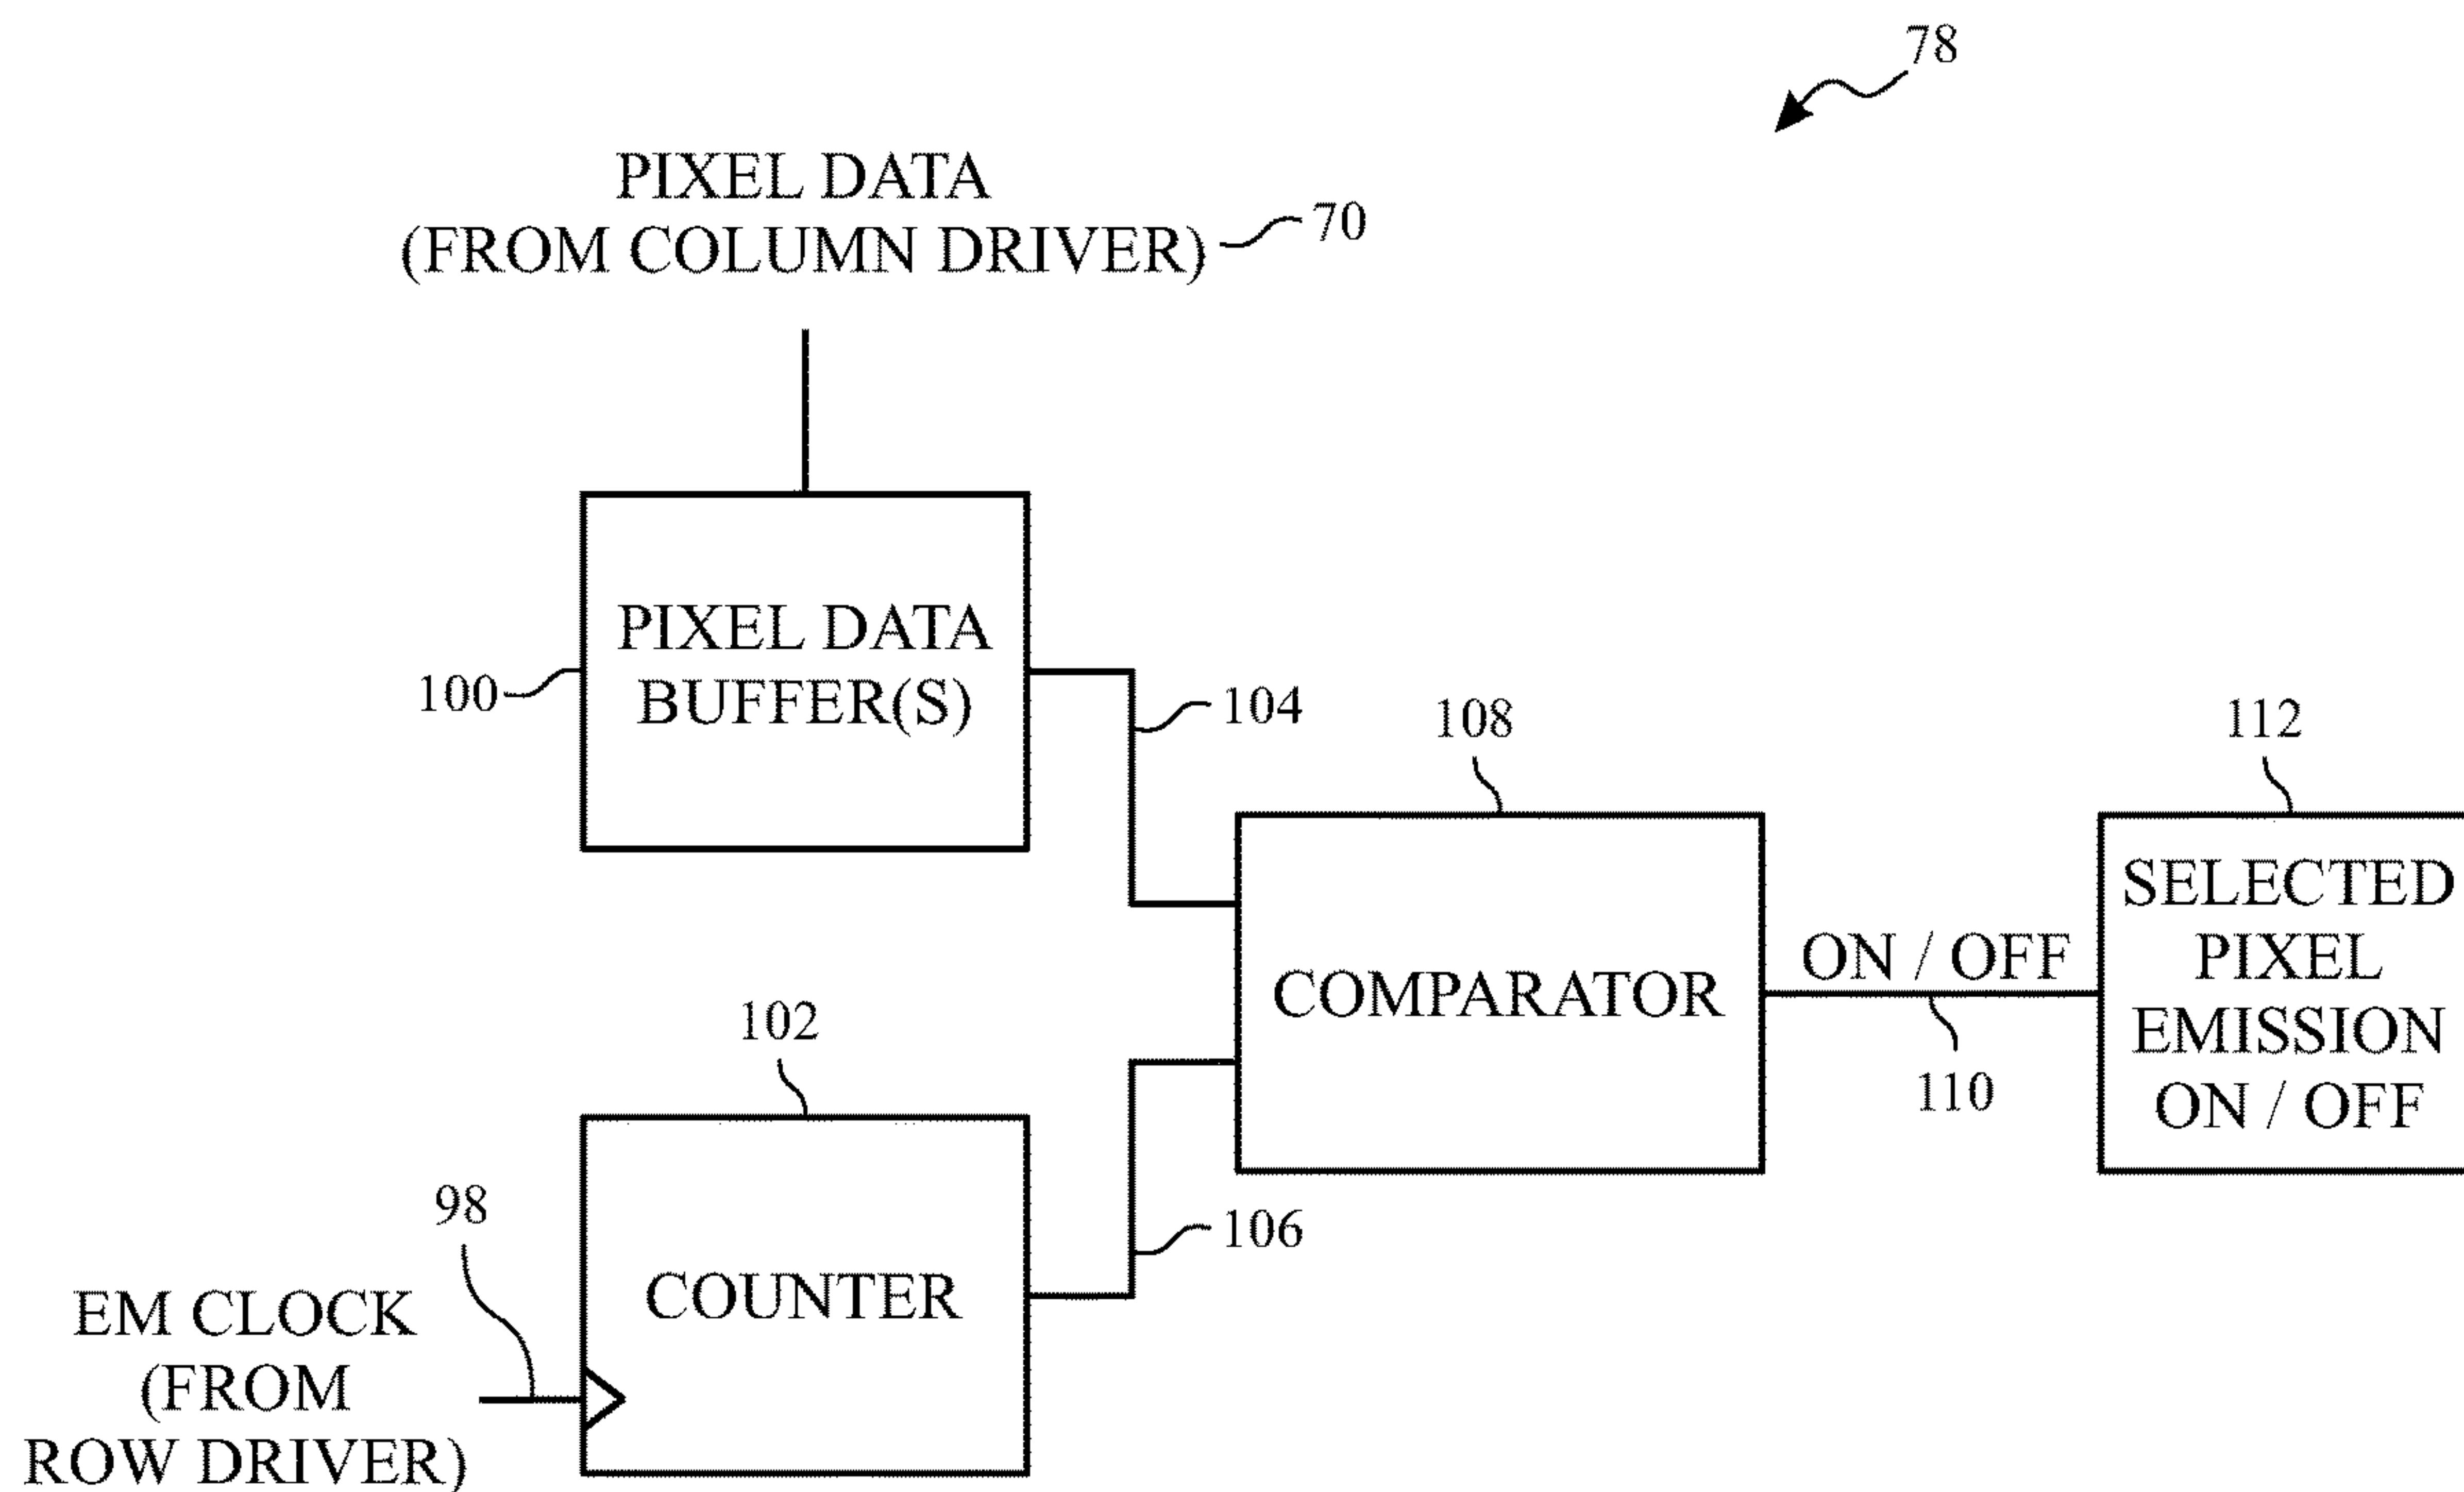 78
PIXEL DATA
(FROM COLUMN DRIVER)
70
PIXEL DATA
BUFFER(S)
100
104
108
112
COMPARATOR
ON / OFF
110
SELECTED
PIXEL
EMISSION
ON / OFF
102
98
106
COUNTER
EM CLOCK
(FROM
ROW DRIVER)